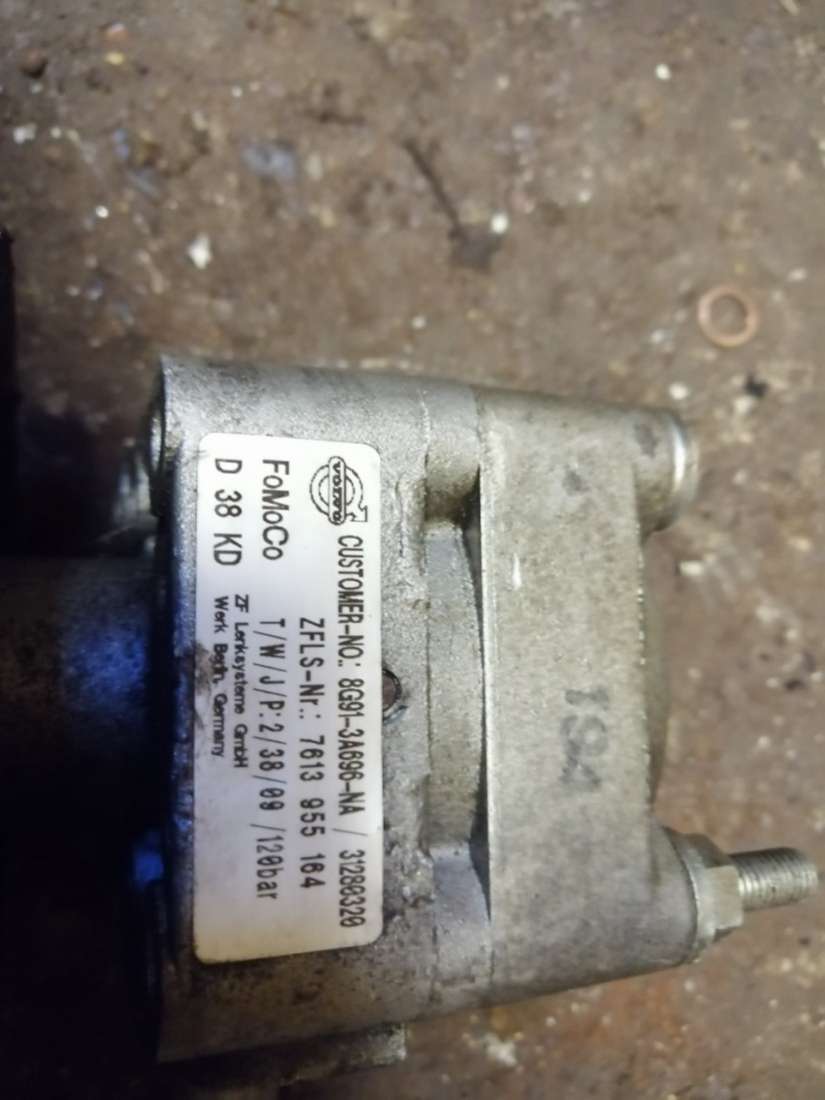 VOLVO
CUSTOMER-NO.: 8G91-3A696-NA / 31280320
ZFLS-Nr.: 7613 955 164
FoMoCo T/W/J/P:2/38/09 /120bar
D 38 KD ZF Lenksysteme GmbH
Werk Berlin, Germany
194